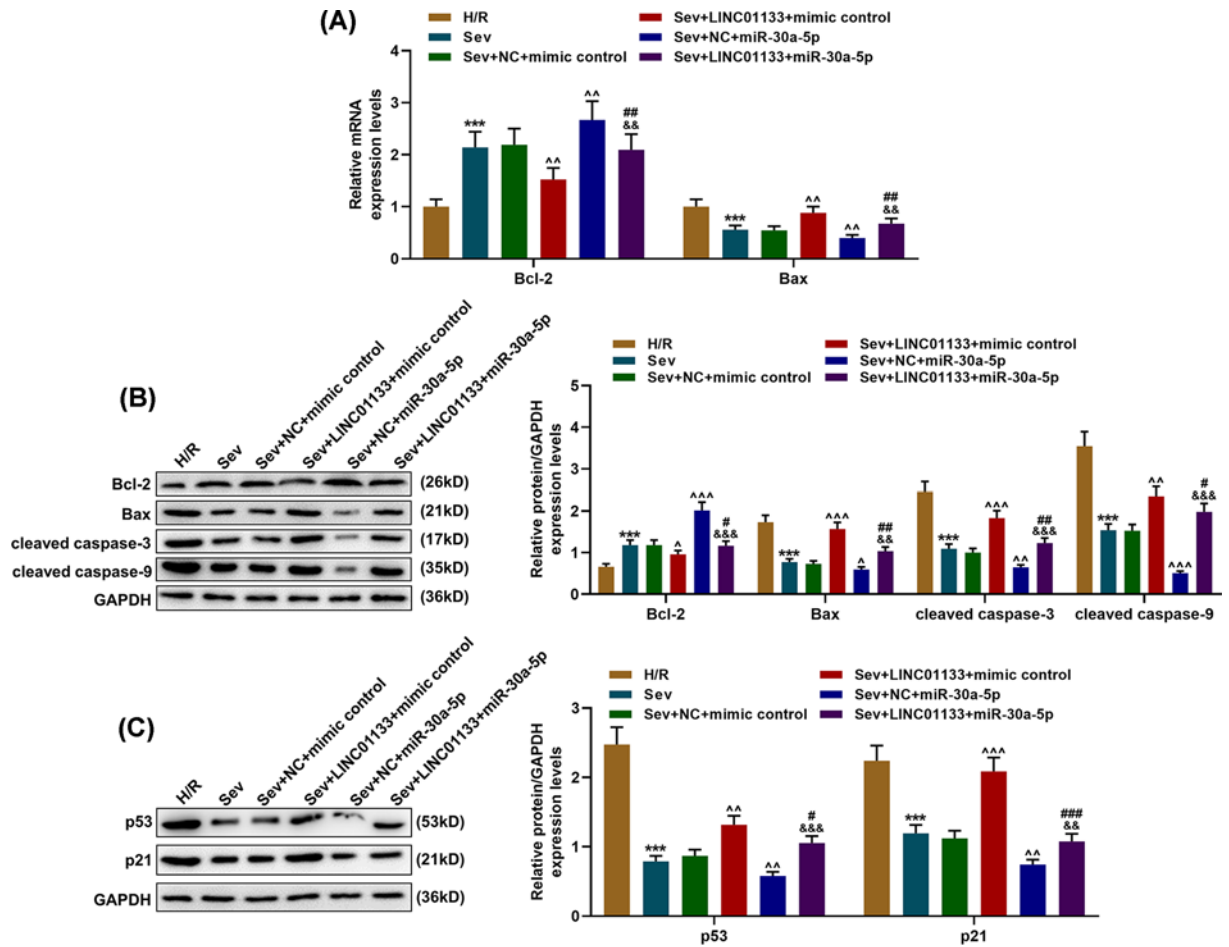 (A)
H/R
Sev
Sev+NC+mimic control
Sev+LINC01133+mimic control
Sev+NC+miR-30a-5p
Sev+LINC01133+miR-30a-5p
Relative mRNA
expression levels
4
3
2
1
0
***
^^
^^
##
&&
***
^^
^^
##
&&
Bcl-2
Bax
(B)
H/R
Sev
Sev+NC+mimic control
Sev+LINC01133+mimic control
Sev+NC+miR-30a-5p
Sev+LINC01133+miR-30a-5p
Bcl-2 (26kD)
Bax (21kD)
cleaved caspase-3 (17kD)
cleaved caspase-9 (35kD)
GAPDH (36kD)
H/R
Sev
Sev+NC+mimic control
Sev+LINC01133+mimic control
Sev+NC+miR-30a-5p
Sev+LINC01133+miR-30a-5p
Relative protein/GAPDH
expression levels
5
4
3
2
1
0
***
^
^^^
#
&&&
***
^^^
^
##
&&
***
^^^
^^
##
&&&
***
^^
^^^
#
&&&
Bcl-2
Bax
cleaved caspase-3
cleaved caspase-9
(C)
H/R
Sev
Sev+NC+mimic control
Sev+LINC01133+mimic control
Sev+NC+miR-30a-5p
Sev+LINC01133+miR-30a-5p
p53 (53kD)
p21 (21kD)
GAPDH (36kD)
H/R
Sev
Sev+NC+mimic control
Sev+LINC01133+mimic control
Sev+NC+miR-30a-5p
Sev+LINC01133+miR-30a-5p
Relative protein/GAPDH
expression levels
3
2
1
0
***
^^
^^
#
&&&
***
^^^
^^
###
&&
p53
p21